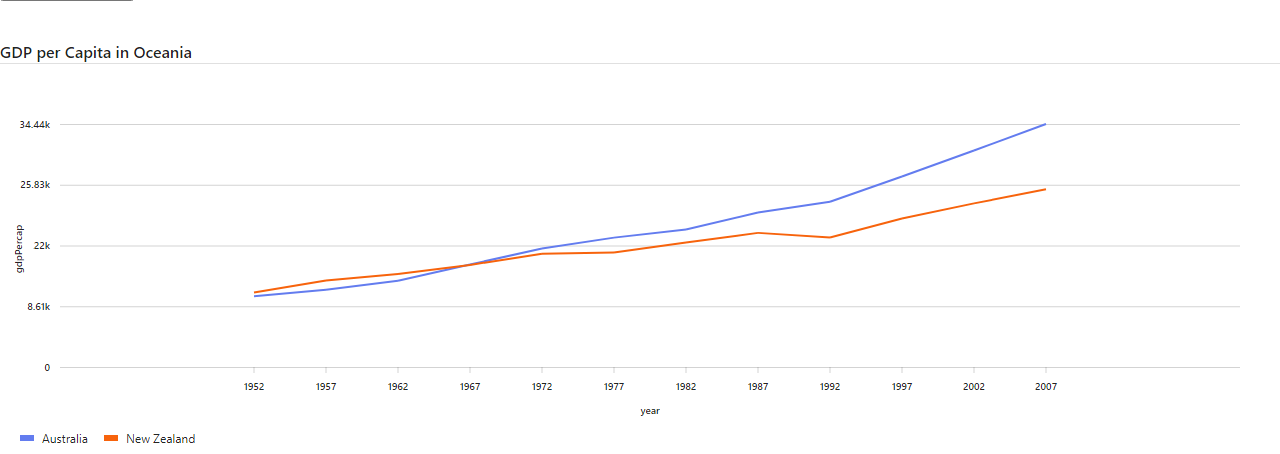 GDP per Capita in Oceania
34.44k
25.83k
22k
8.61k
0
gdpPercap
1952 1957 1962 1967 1972 1977 1982 1987 1992 1997 2002 2007
year
Australia New Zealand